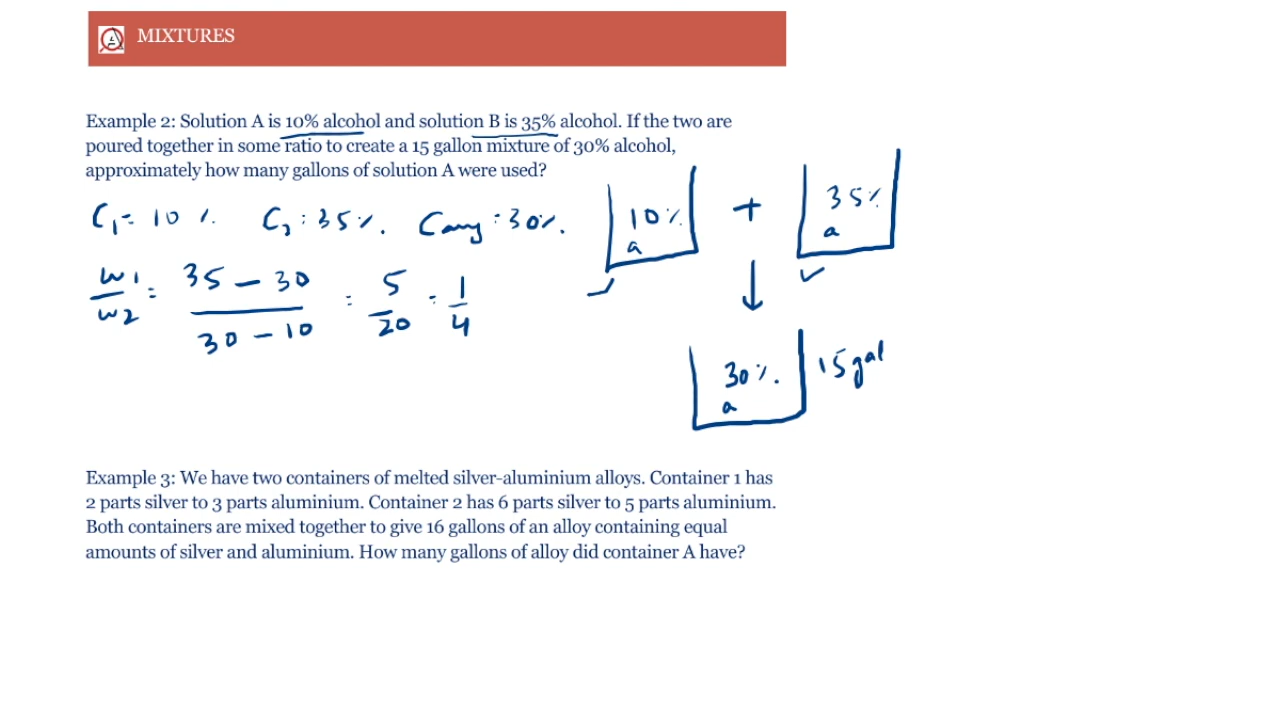 MIXTURES
Example 2: Solution A is 10% alcohol and solution B is 35% alcohol. If the two are
poured together in some ratio to create a 15 gallon mixture of 30% alcohol,
approximately how many gallons of solution A were used?
C1 = 10 %. C2 : 35%. Cavg : 30%.
w1/w2 = 35 - 30 / 30 - 10 = 5/20 = 1/4
10% a + 35% a
↓
30%. a 15 gal
Example 3: We have two containers of melted silver-aluminium alloys. Container 1 has
2 parts silver to 3 parts aluminium. Container 2 has 6 parts silver to 5 parts aluminium.
Both containers are mixed together to give 16 gallons of an alloy containing equal
amounts of silver and aluminium. How many gallons of alloy did container A have?